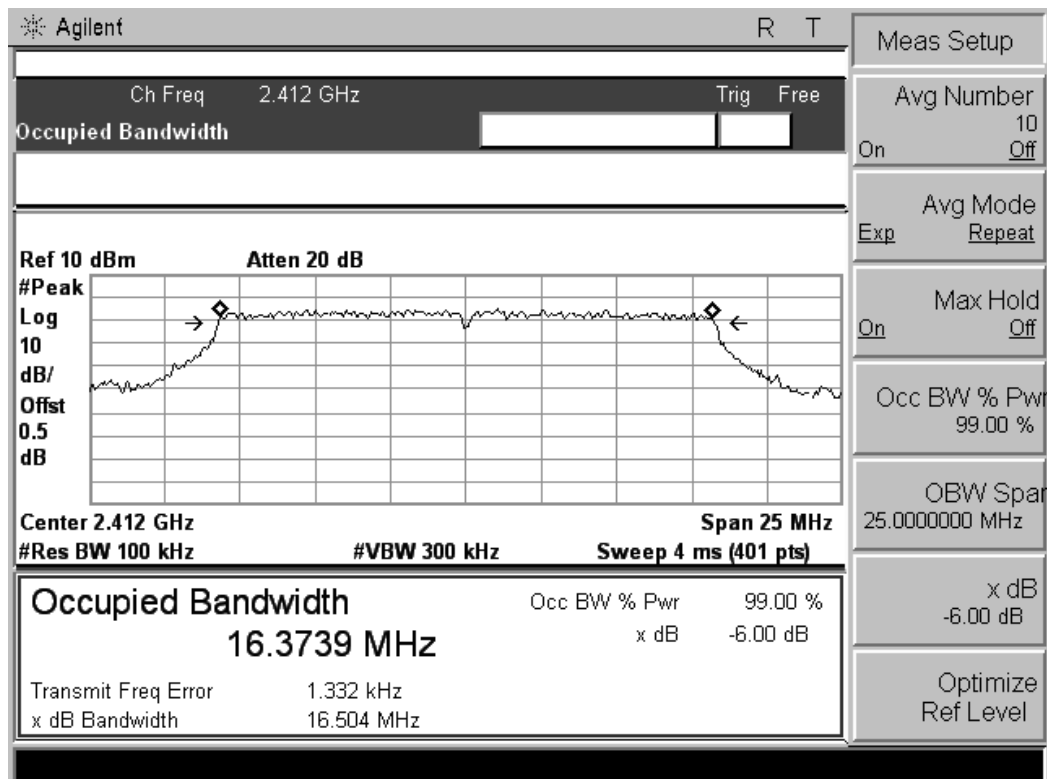 Agilent R T
Ch Freq 2.412 GHz Trig Free
Occupied Bandwidth
Ref 10 dBm Atten 20 dB
#Peak
Log
10
dB/
Offst
0.5
dB
Center 2.412 GHz Span 25 MHz
#Res BW 100 kHz #VBW 300 kHz Sweep 4 ms (401 pts)
Occupied Bandwidth Occ BW % Pwr 99.00 %
16.3739 MHz x dB -6.00 dB
Transmit Freq Error 1.332 kHz
x dB Bandwidth 16.504 MHz
Meas Setup
Avg Number
10
On Off
Avg Mode
Exp Repeat
Max Hold
On Off
Occ BW % Pwr
99.00 %
OBW Span
25.0000000 MHz
x dB
-6.00 dB
Optimize
Ref Level